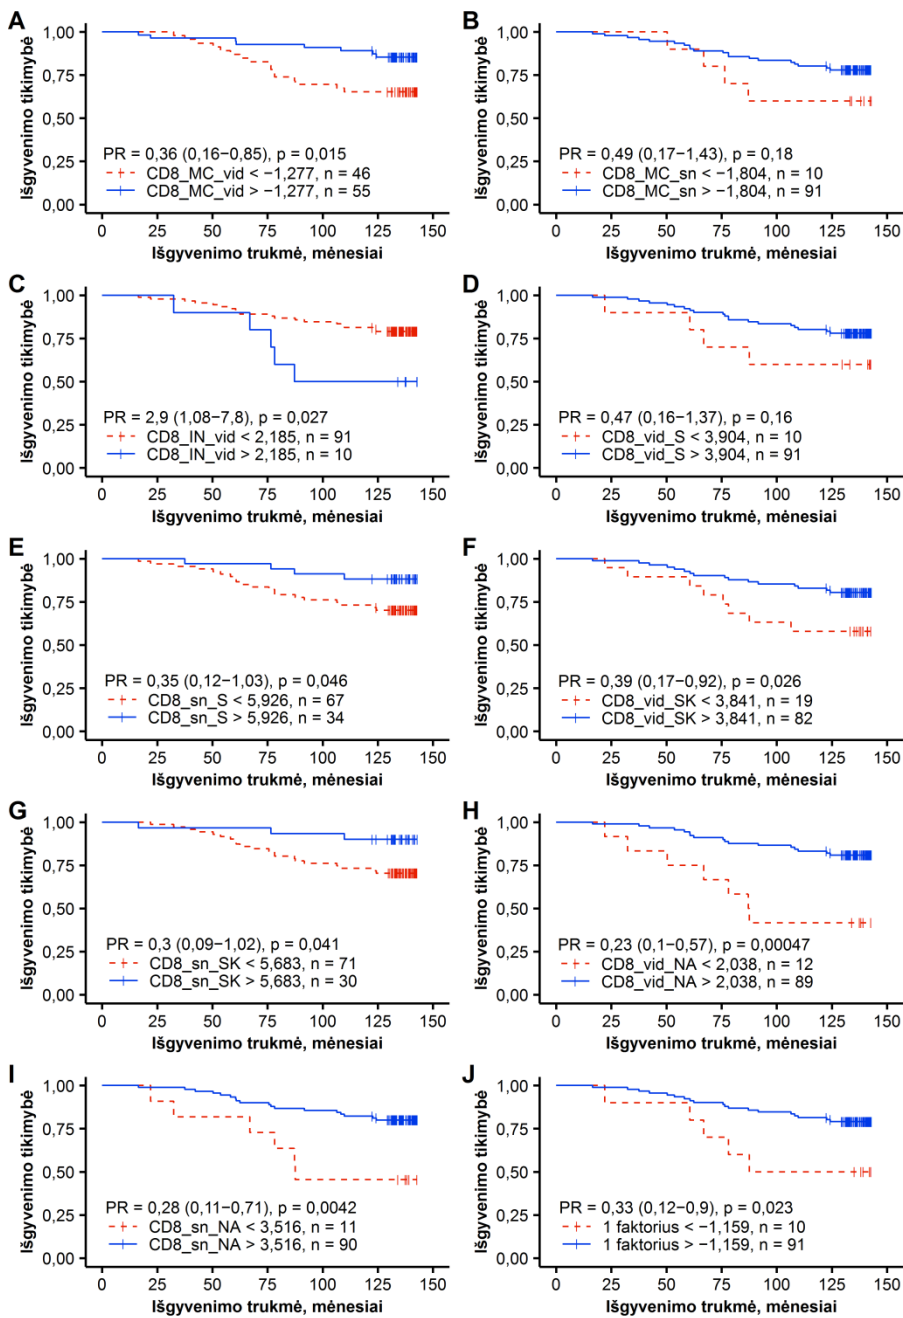 A
1,00
0,75
0,50
0,25
0,00
Išgyvenimo tikimybė
PR = 0,36 (0,16−0,85), p = 0,015
CD8_MC_vid < −1,277, n = 46
CD8_MC_vid > −1,277, n = 55
0 25 50 75 100 125 150
Išgyvenimo trukmė, mėnesiai
B
1,00
0,75
0,50
0,25
0,00
Išgyvenimo tikimybė
PR = 0,49 (0,17−1,43), p = 0,18
CD8_MC_sn < −1,804, n = 10
CD8_MC_sn > −1,804, n = 91
0 25 50 75 100 125 150
Išgyvenimo trukmė, mėnesiai
C
1,00
0,75
0,50
0,25
0,00
Išgyvenimo tikimybė
PR = 2,9 (1,08−7,8), p = 0,027
CD8_IN_vid < 2,185, n = 91
CD8_IN_vid > 2,185, n = 10
0 25 50 75 100 125 150
Išgyvenimo trukmė, mėnesiai
D
1,00
0,75
0,50
0,25
0,00
Išgyvenimo tikimybė
PR = 0,47 (0,16−1,37), p = 0,16
CD8_vid_S < 3,904, n = 10
CD8_vid_S > 3,904, n = 91
0 25 50 75 100 125 150
Išgyvenimo trukmė, mėnesiai
E
1,00
0,75
0,50
0,25
0,00
Išgyvenimo tikimybė
PR = 0,35 (0,12−1,03), p = 0,046
CD8_sn_S < 5,926, n = 67
CD8_sn_S > 5,926, n = 34
0 25 50 75 100 125 150
Išgyvenimo trukmė, mėnesiai
F
1,00
0,75
0,50
0,25
0,00
Išgyvenimo tikimybė
PR = 0,39 (0,17−0,92), p = 0,026
CD8_vid_SK < 3,841, n = 19
CD8_vid_SK > 3,841, n = 82
0 25 50 75 100 125 150
Išgyvenimo trukmė, mėnesiai
G
1,00
0,75
0,50
0,25
0,00
Išgyvenimo tikimybė
PR = 0,3 (0,09−1,02), p = 0,041
CD8_sn_SK < 5,683, n = 71
CD8_sn_SK > 5,683, n = 30
0 25 50 75 100 125 150
Išgyvenimo trukmė, mėnesiai
H
1,00
0,75
0,50
0,25
0,00
Išgyvenimo tikimybė
PR = 0,23 (0,1−0,57), p = 0,00047
CD8_vid_NA < 2,038, n = 12
CD8_vid_NA > 2,038, n = 89
0 25 50 75 100 125 150
Išgyvenimo trukmė, mėnesiai
I
1,00
0,75
0,50
0,25
0,00
Išgyvenimo tikimybė
PR = 0,28 (0,11−0,71), p = 0,0042
CD8_sn_NA < 3,516, n = 11
CD8_sn_NA > 3,516, n = 90
0 25 50 75 100 125 150
Išgyvenimo trukmė, mėnesiai
J
1,00
0,75
0,50
0,25
0,00
Išgyvenimo tikimybė
PR = 0,33 (0,12−0,9), p = 0,023
1 faktorius < −1,159, n = 10
1 faktorius > −1,159, n = 91
0 25 50 75 100 125 150
Išgyvenimo trukmė, mėnesiai